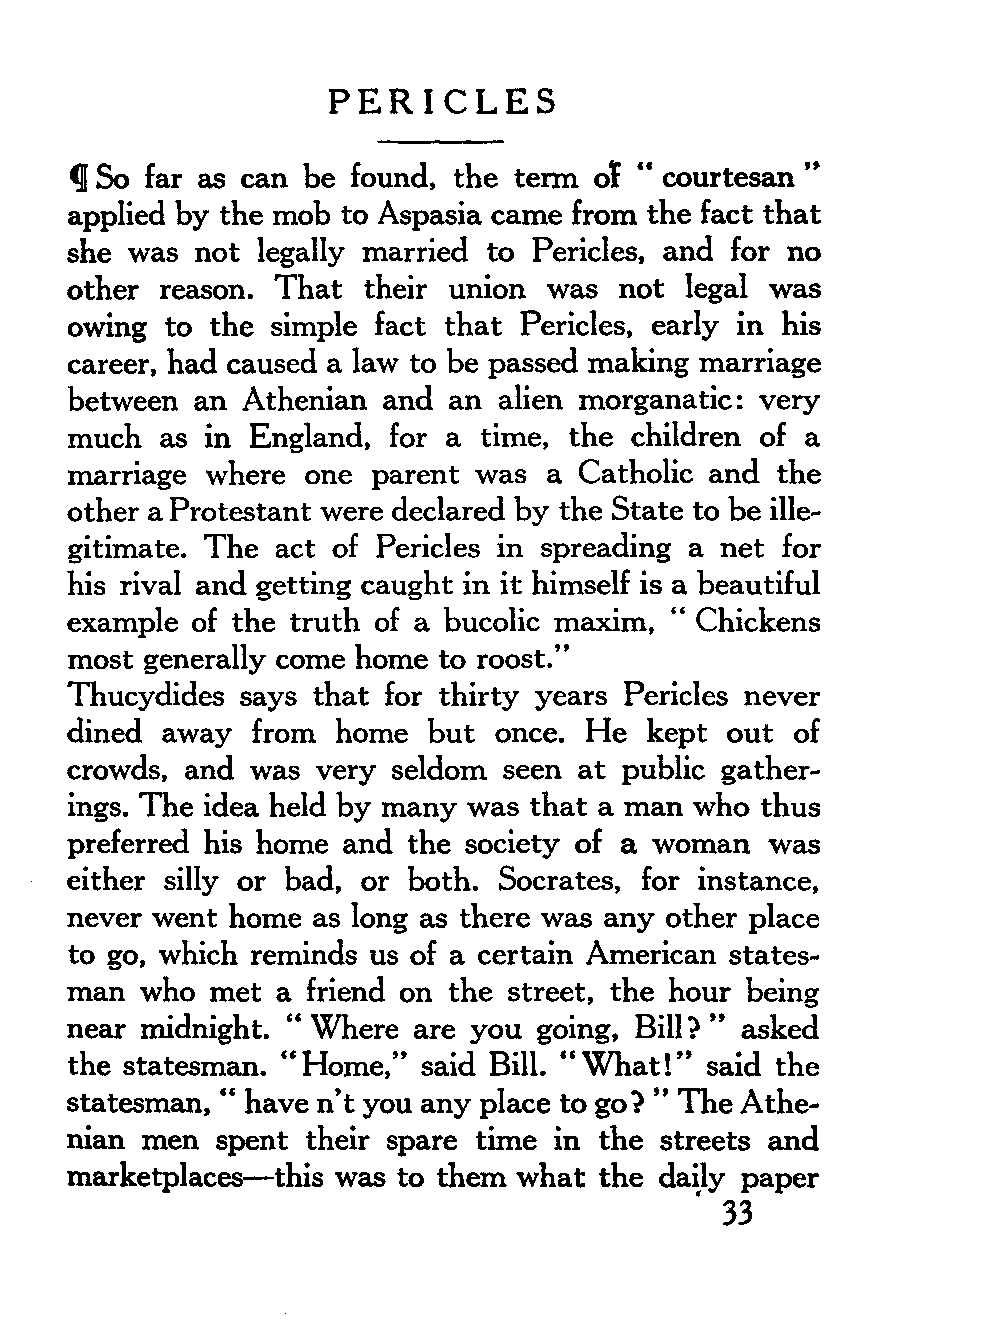 PERICLES
¶ So far as can be found, the term of “ courtesan ”
applied by the mob to Aspasia came from the fact that
she was not legally married to Pericles, and for no
other reason. That their union was not legal was
owing to the simple fact that Pericles, early in his
career, had caused a law to be passed making marriage
between an Athenian and an alien morganatic: very
much as in England, for a time, the children of a
marriage where one parent was a Catholic and the
other a Protestant were declared by the State to be ille-
gitimate. The act of Pericles in spreading a net for
his rival and getting caught in it himself is a beautiful
example of the truth of a bucolic maxim, “ Chickens
most generally come home to roost.”
Thucydides says that for thirty years Pericles never
dined away from home but once. He kept out of
crowds, and was very seldom seen at public gather-
ings. The idea held by many was that a man who thus
preferred his home and the society of a woman was
either silly or bad, or both. Socrates, for instance,
never went home as long as there was any other place
to go, which reminds us of a certain American states-
man who met a friend on the street, the hour being
near midnight. “ Where are you going, Bill? ” asked
the statesman. “Home,” said Bill. “What!” said the
statesman, “ have n't you any place to go? ” The Athe-
nian men spent their spare time in the streets and
marketplaces—this was to them what the daily paper
33